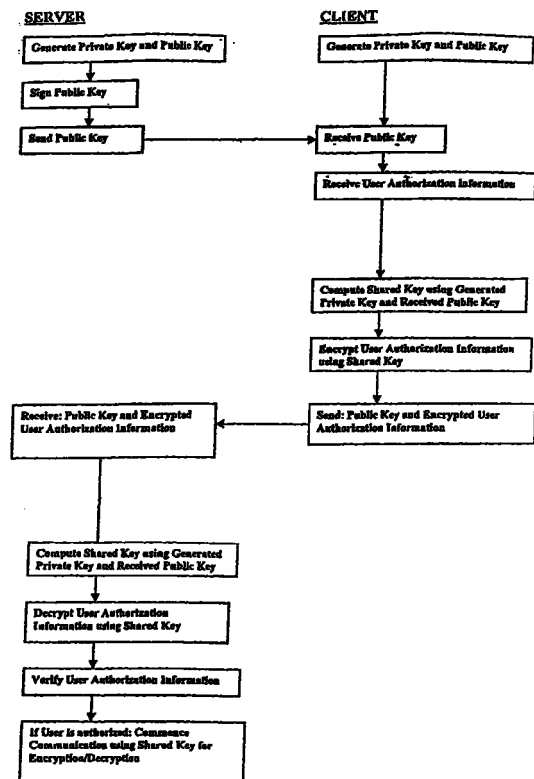 SERVER
CLIENT
Generate Private Key and Public Key
Generate Private Key and Public Key
Sign Public Key
Send Public Key
Receive Public Key
Receive User Authorization Information
Compute Shared Key using Generated
Private Key and Received Public Key
Encrypt User Authorization Information
using Shared Key
Receive: Public Key and Encrypted
User Authorization Information
Send: Public Key and Encrypted User
Authorization Information
Compute Shared Key using Generated
Private Key and Received Public Key
Decrypt User Authorization
Information using Shared Key
Verify User Authorization Information
If User is authorized: Commence
Communication using Shared Key for
Encryption/Decryption